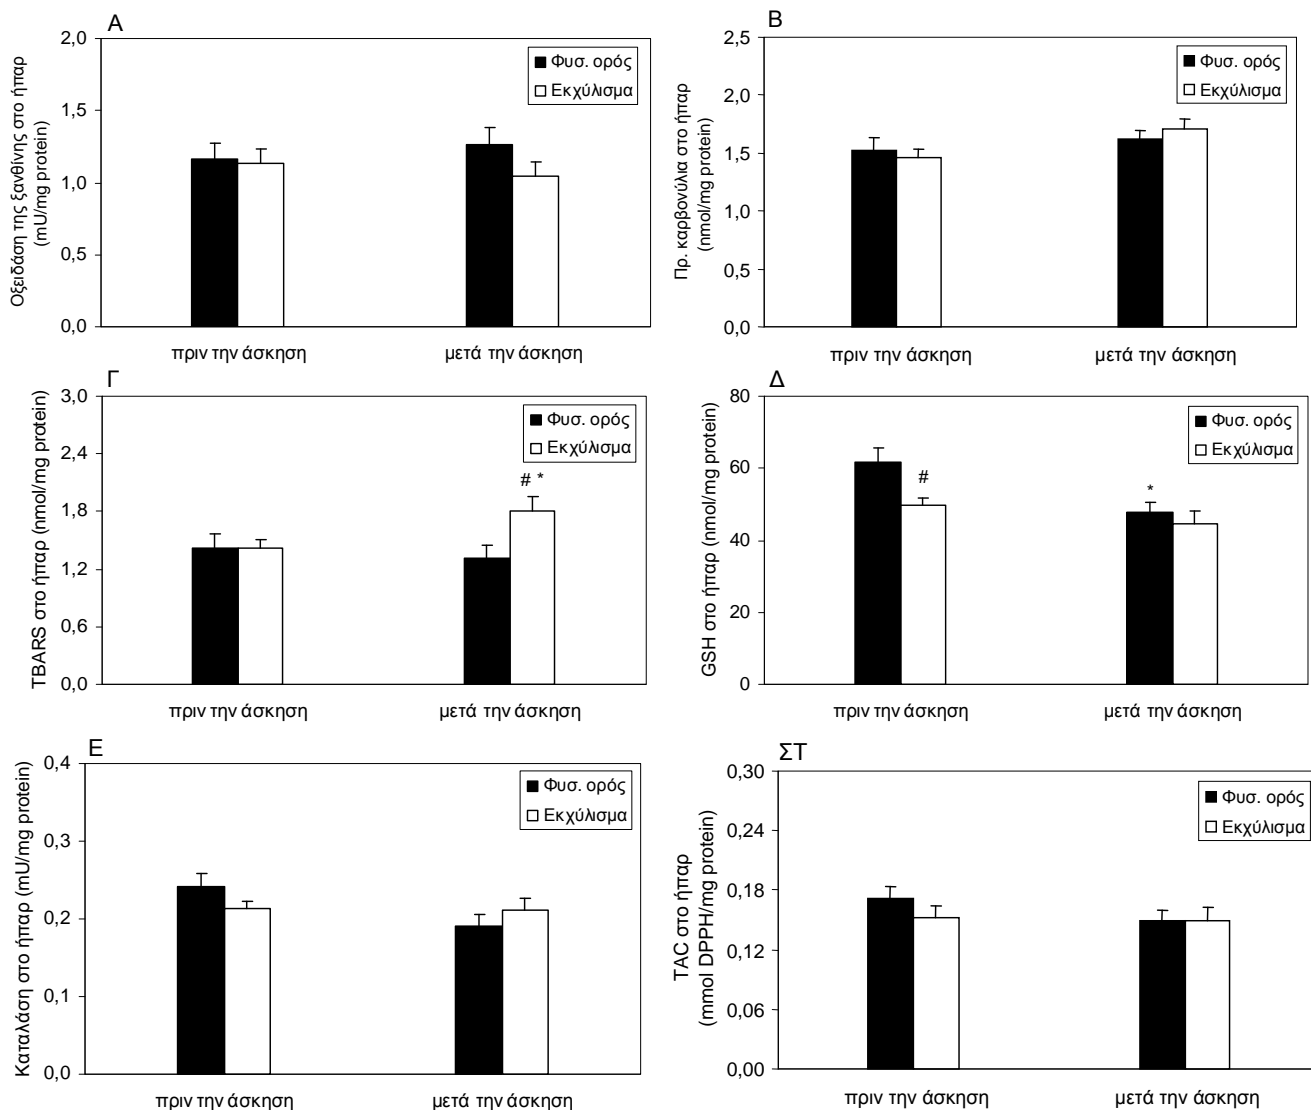 Α
Οξειδάση της ξανθίνης στο ήπαρ
(mU/mg protein)
2,0
1,5
1,0
0,5
0,0
Φυσ. ορός
Εκχύλισμα
πριν την άσκηση
μετά την άσκηση
Β
Πρ. καρβονύλια στο ήπαρ
(nmol/mg protein)
2,5
2,0
1,5
1,0
0,5
0,0
Φυσ. ορός
Εκχύλισμα
πριν την άσκηση
μετά την άσκηση
Γ
TBARS στο ήπαρ (nmol/mg protein)
3,0
2,4
1,8
1,2
0,6
0,0
Φυσ. ορός
Εκχύλισμα
# *
πριν την άσκηση
μετά την άσκηση
Δ
GSH στο ήπαρ (nmol/mg protein)
80
60
40
20
0
Φυσ. ορός
Εκχύλισμα
#
*
πριν την άσκηση
μετά την άσκηση
Ε
Καταλάση στο ήπαρ (mU/mg protein)
0,4
0,3
0,2
0,1
0,0
Φυσ. ορός
Εκχύλισμα
πριν την άσκηση
μετά την άσκηση
ΣΤ
TAC στο ήπαρ
(mmol DPPH/mg protein)
0,30
0,24
0,18
0,12
0,06
0,00
Φυσ. ορός
Εκχύλισμα
πριν την άσκηση
μετά την άσκηση